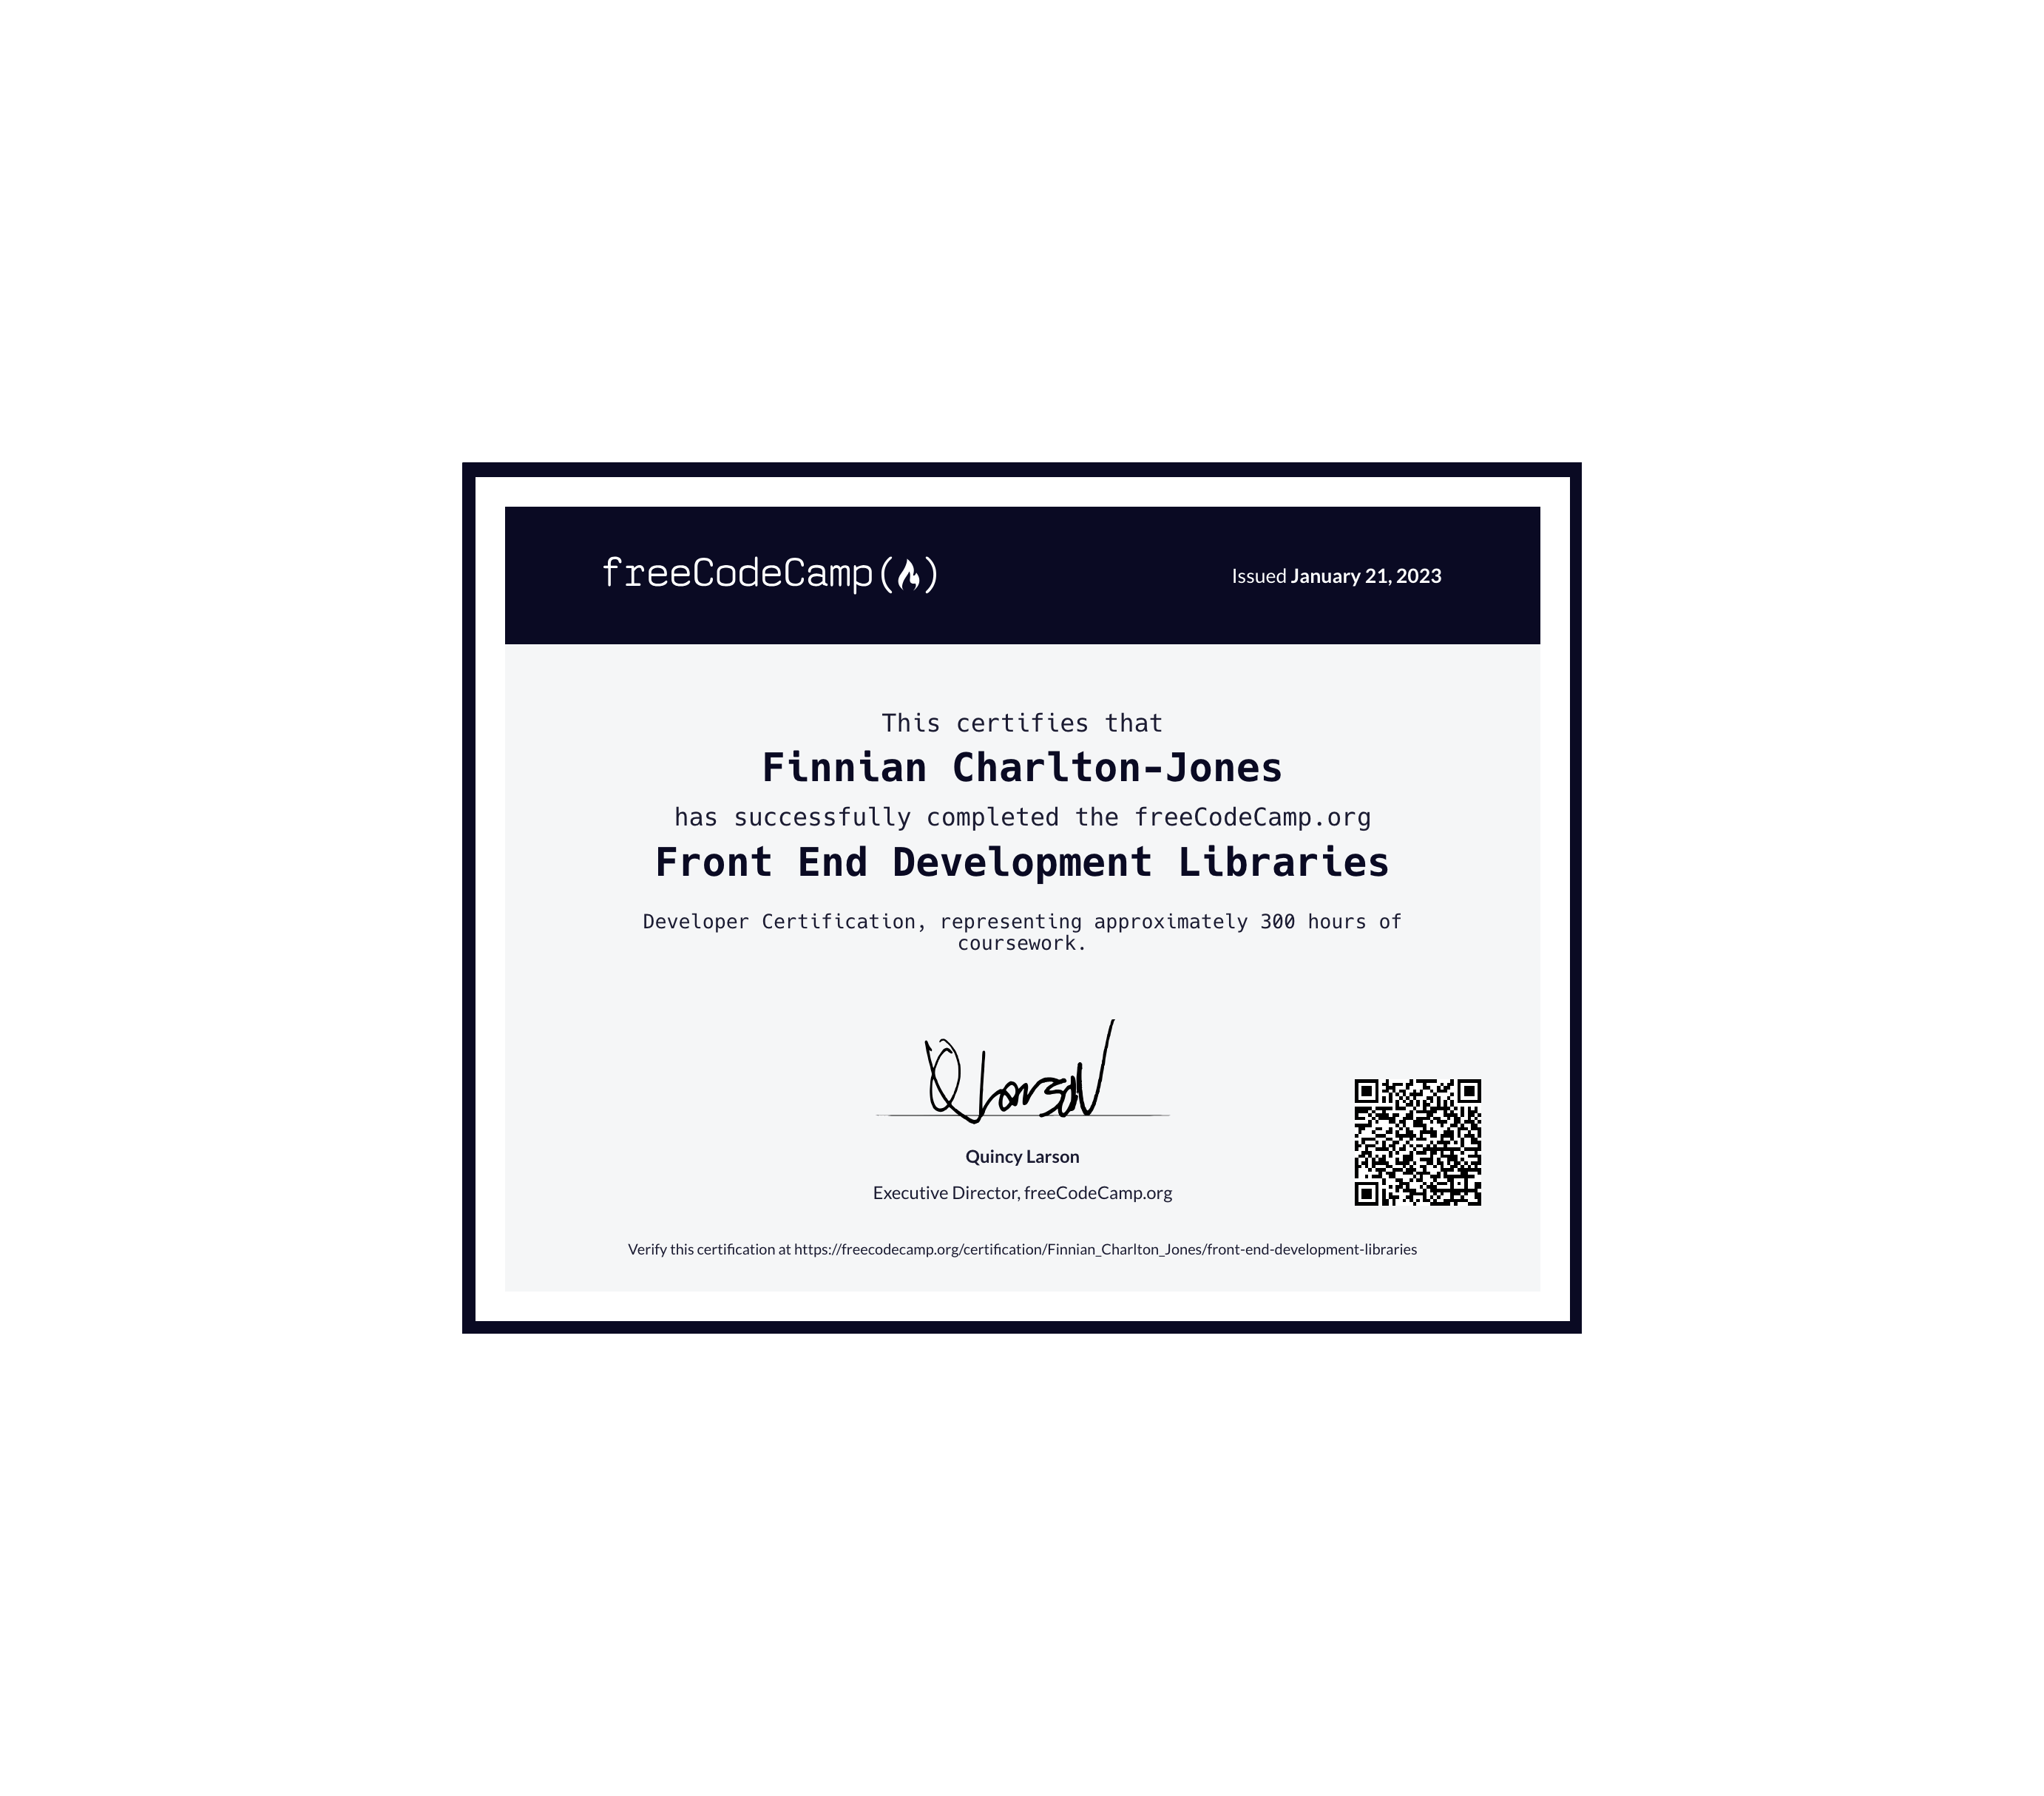 freeCodeCamp
Issued January 21, 2023
This certifies that
Finnian Charlton-Jones
has successfully completed the freeCodeCamp.org
Front End Development Libraries
Developer Certification, representing approximately 300 hours of
coursework.
Q Larson
Quincy Larson
Executive Director, freeCodeCamp.org
Verify this certification at https://freecodecamp.org/certification/Finnian_Charlton_Jones/front-end-development-libraries